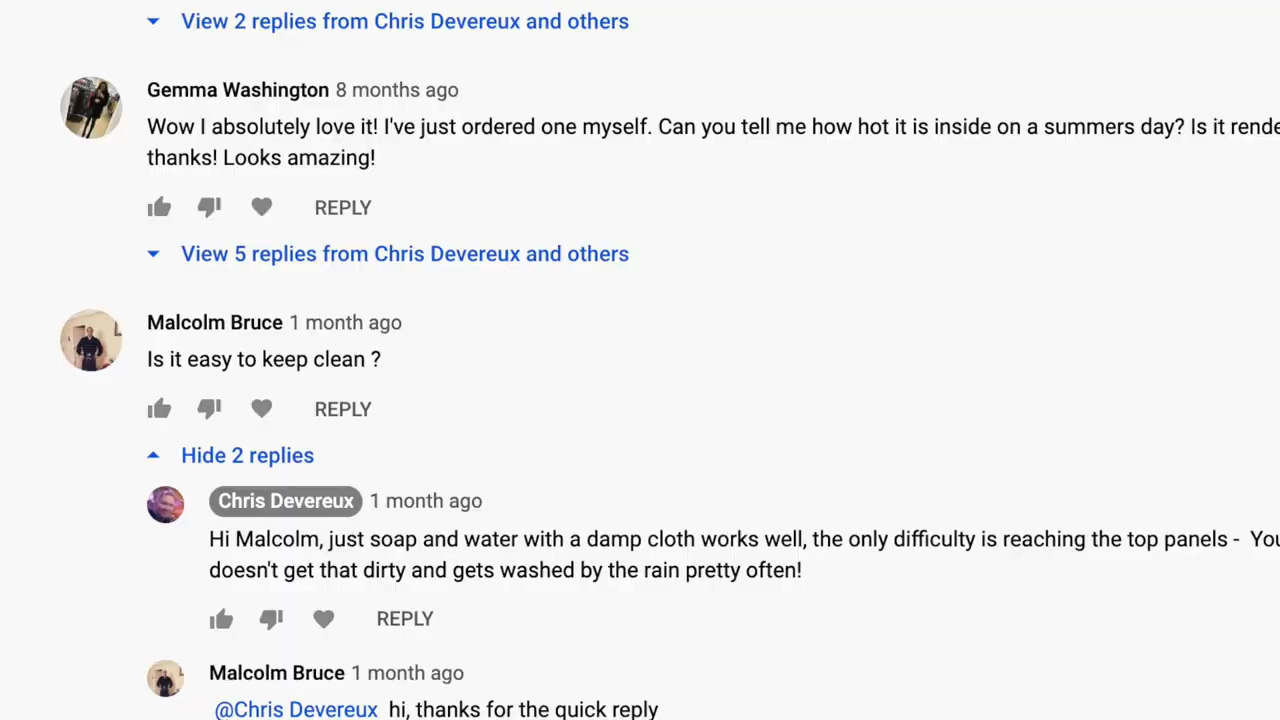 View 2 replies from Chris Devereux and others
Gemma Washington 8 months ago
Wow I absolutely love it! I've just ordered one myself. Can you tell me how hot it is inside on a summers day? Is it
thanks! Looks amazing!
REPLY
View 5 replies from Chris Devereux and others
Malcolm Bruce 1 month ago
Is it easy to keep clean ?
REPLY
Hide 2 replies
Chris Devereux 1 month ago
Hi Malcolm, just soap and water with a damp cloth works well, the only difficulty is reaching the top panels -
doesn't get that dirty and gets washed by the rain pretty often!
REPLY
Malcolm Bruce 1 month ago
@Chris Devereux hi, thanks for the quick reply